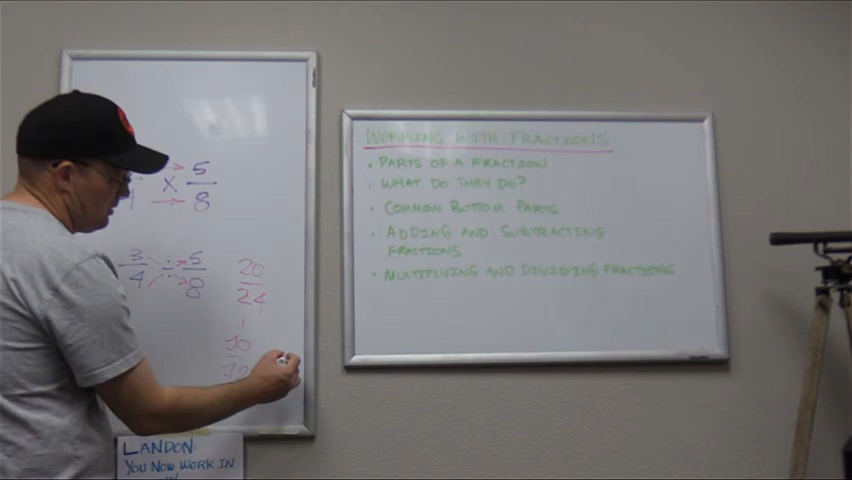 5
X
8
3 ÷ 5
4 8
20
24
10
WORKING WITH FRACTIONS
• PARTS OF A FRACTION
• WHAT DO THEY DO?
• COMMON BOTTOM PARTS
• ADDING AND SUBTRACTING
FRACTIONS
• MULTIPLYING AND DIVIDING FRACTIONS
LANDON:
YOU NOW WORK IN